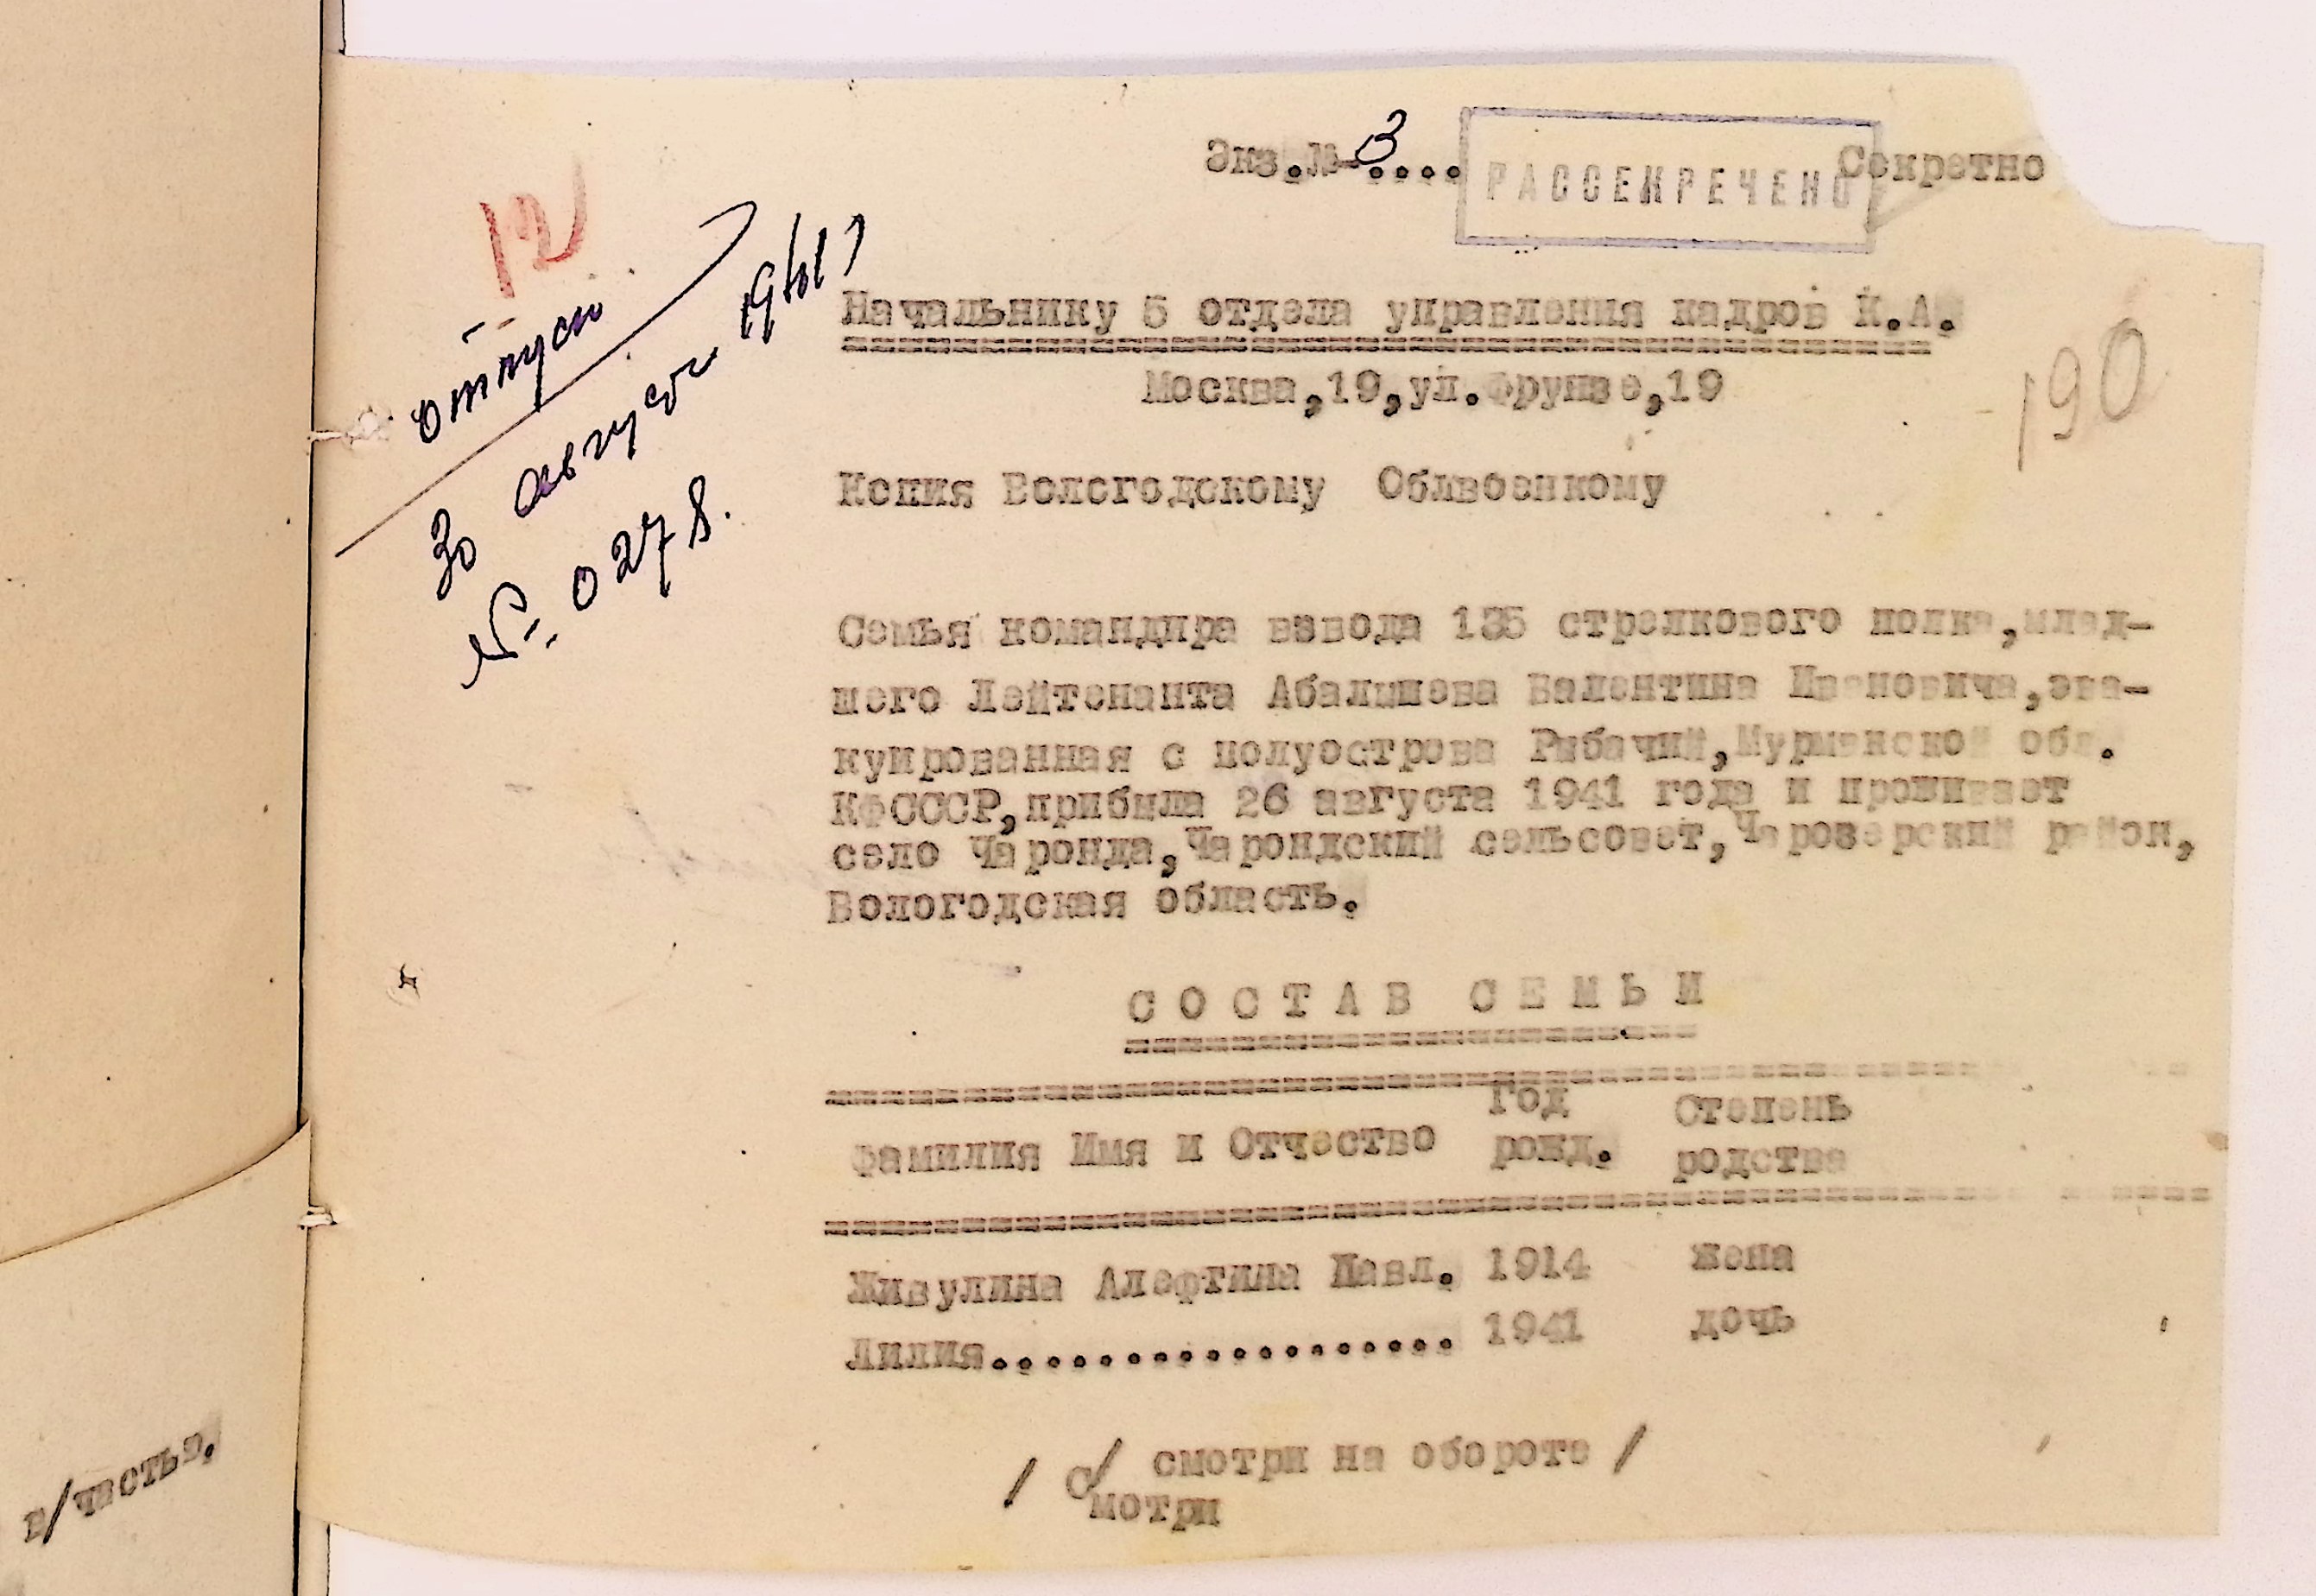 Экз.№ 3.... Секретно
РАССЕКРЕЧЕНО
12
отпуск
30 август 1941
№ 0278.
190
Начальнику 5 отдела управления кадров К.А.
Москва,19,ул.Фрунзе,19
Копия Вологодскому Облвоенкому
Семья командира взвода 135 стрелкового полка,млад-
шего Лейтенанта Абалышева Валентина Ивановича,эва-
куированная с полуострова Рыбачий,Мурманской обл.
КФСССР,прибыла 26 августа 1941 года и проживает
село Чаронда,Чарондский сельсовет,Чарозерский район,
Вологодская область.
СОСТАВ СЕМЬИ
Фамилия Имя и Отчество Год рожд. Степень родства
Живулина Алефтина Павл. 1914 жена
Лилия.................. 1941 дочь
/ С/ смотри на обороте /
мотри
в/частью.